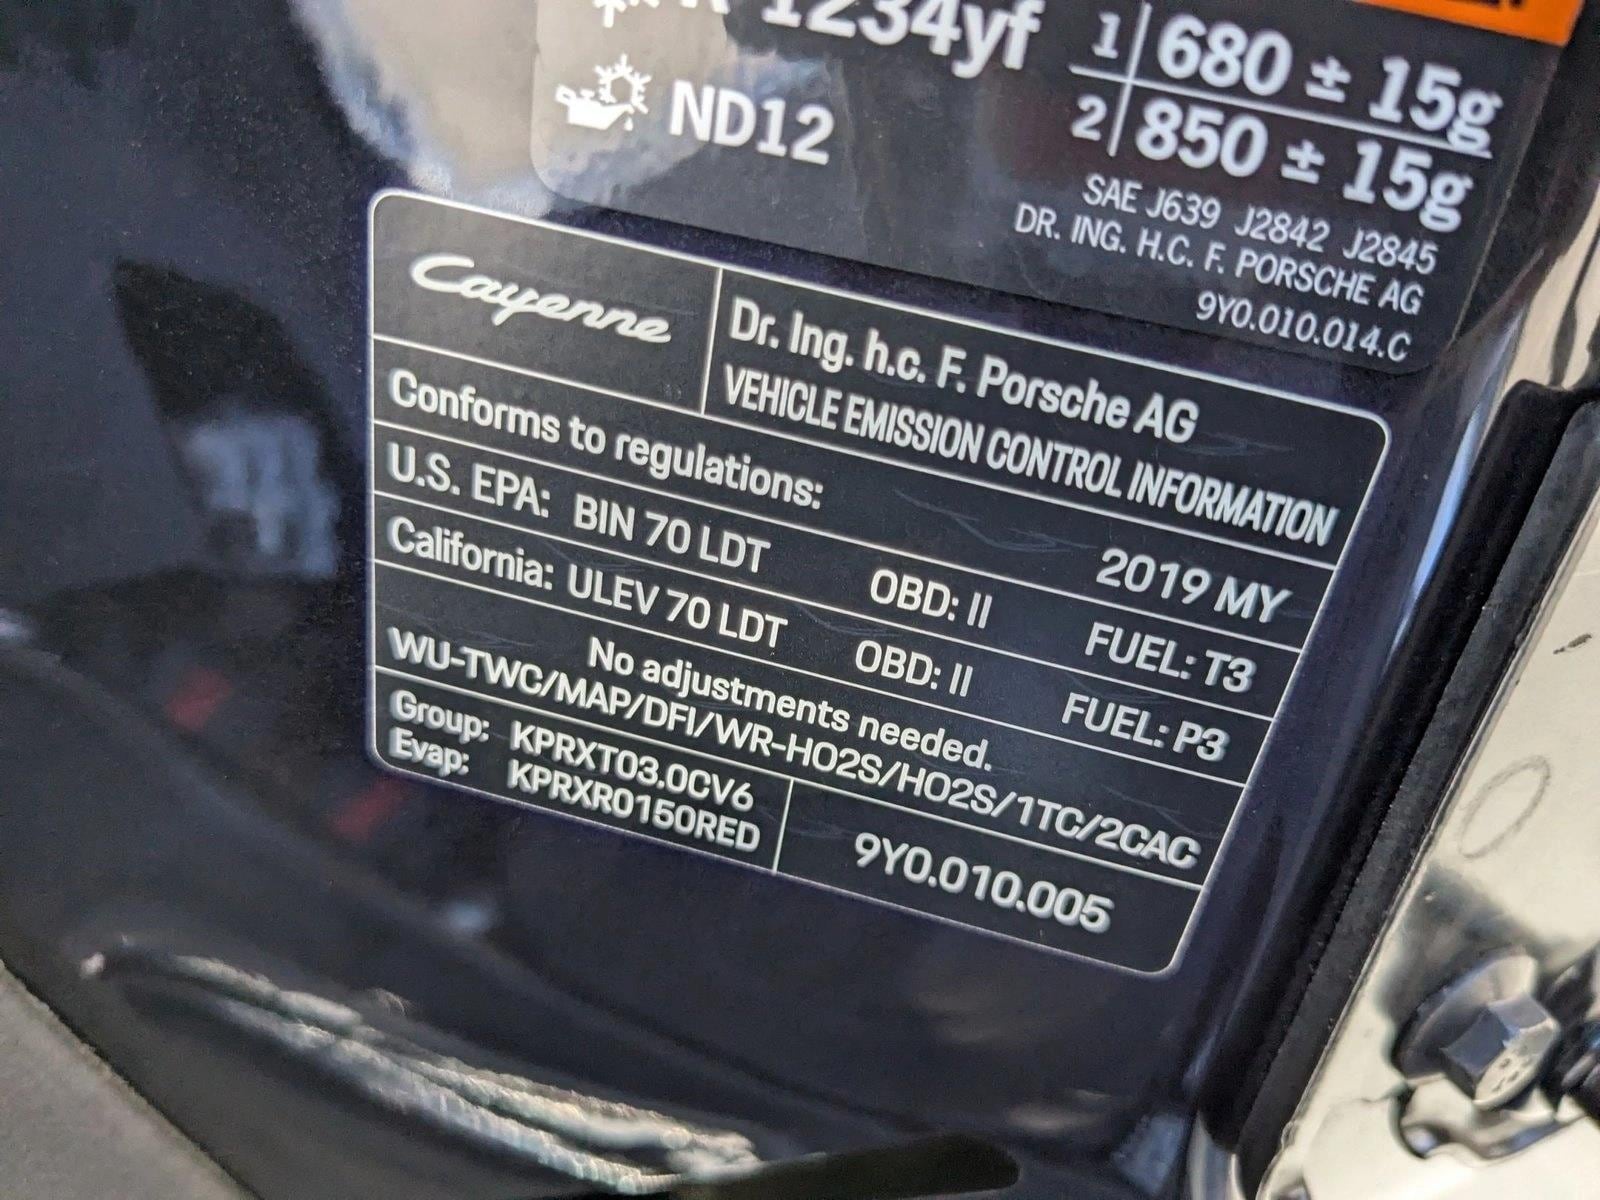 1234yf
1 680 ± 15g
ND12
2 850 ± 15g
SAE J639 J2842 J2845
DR. ING. H.C. F. PORSCHE AG
9Y0.010.014.C
Cayenne
Dr. Ing. h.c. F. Porsche AG
VEHICLE EMISSION CONTROL INFORMATION
Conforms to regulations: 2019 MY
U.S. EPA: BIN 70 LDT OBD: II FUEL: T3
California: ULEV 70 LDT OBD: II FUEL: P3
No adjustments needed.
WU-TWC/MAP/DFI/WR-HO2S/HO2S/1TC/2CAC
Group: KPRXT03.0CV6
Evap: KPRXR0150RED
9Y0.010.005